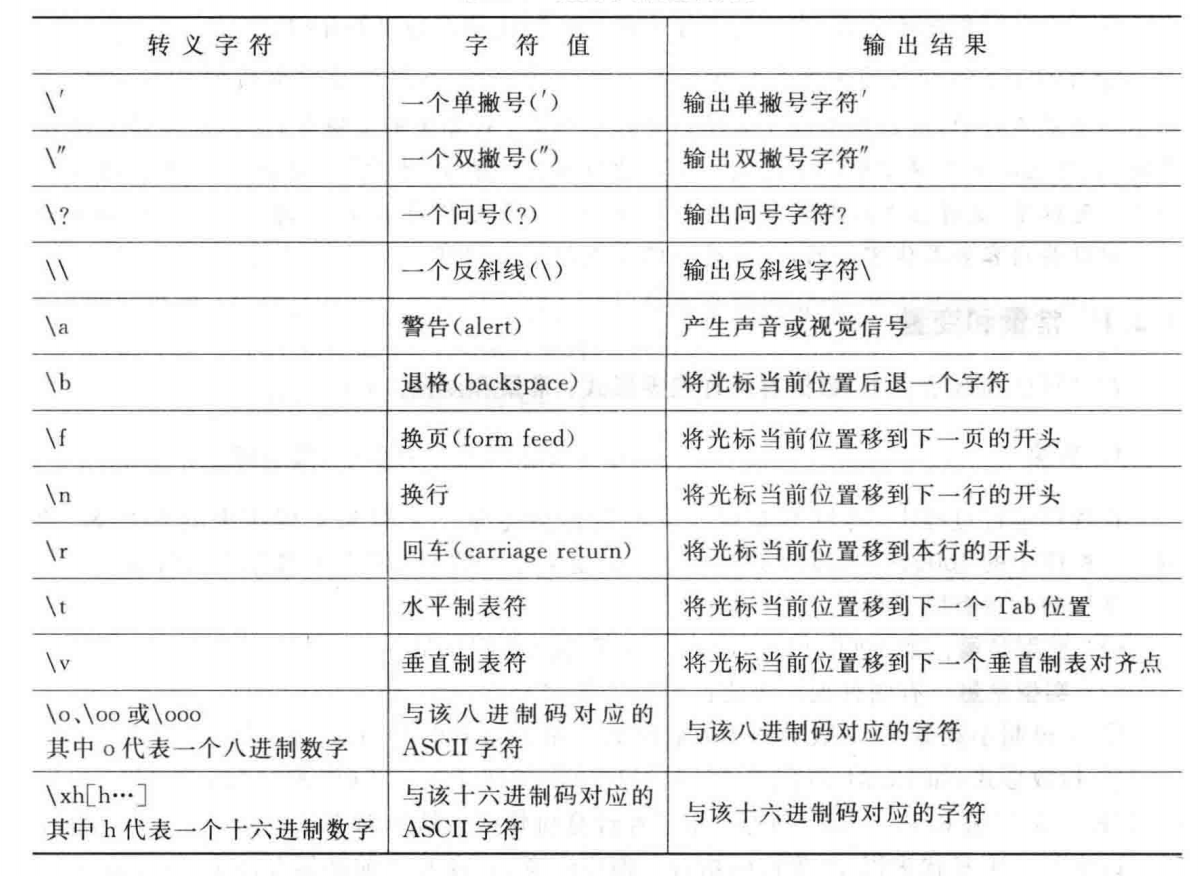 转义字符 字符值 输出结果
\′ 一个单撇号(′) 输出单撇号字符′
\″ 一个双撇号(″) 输出双撇号字符″
\? 一个问号(?) 输出问号字符?
\\ 一个反斜线(\) 输出反斜线字符\
\a 警告(alert) 产生声音或视觉信号
\b 退格(backspace) 将光标当前位置后退一个字符
\f 换页(form feed) 将光标当前位置移到下一页的开头
\n 换行 将光标当前位置移到下一行的开头
\r 回车(carriage return) 将光标当前位置移到本行的开头
\t 水平制表符 将光标当前位置移到下一个 Tab 位置
\v 垂直制表符 将光标当前位置移到下一个垂直制表对齐点
\o、\oo 或\ooo
其中 o 代表一个八进制数字
与该八进制码对应的
ASCII 字符
与该八进制码对应的字符
\xh[h…]
其中 h 代表一个十六进制数字
与该十六进制码对应的
ASCII 字符
与该十六进制码对应的字符